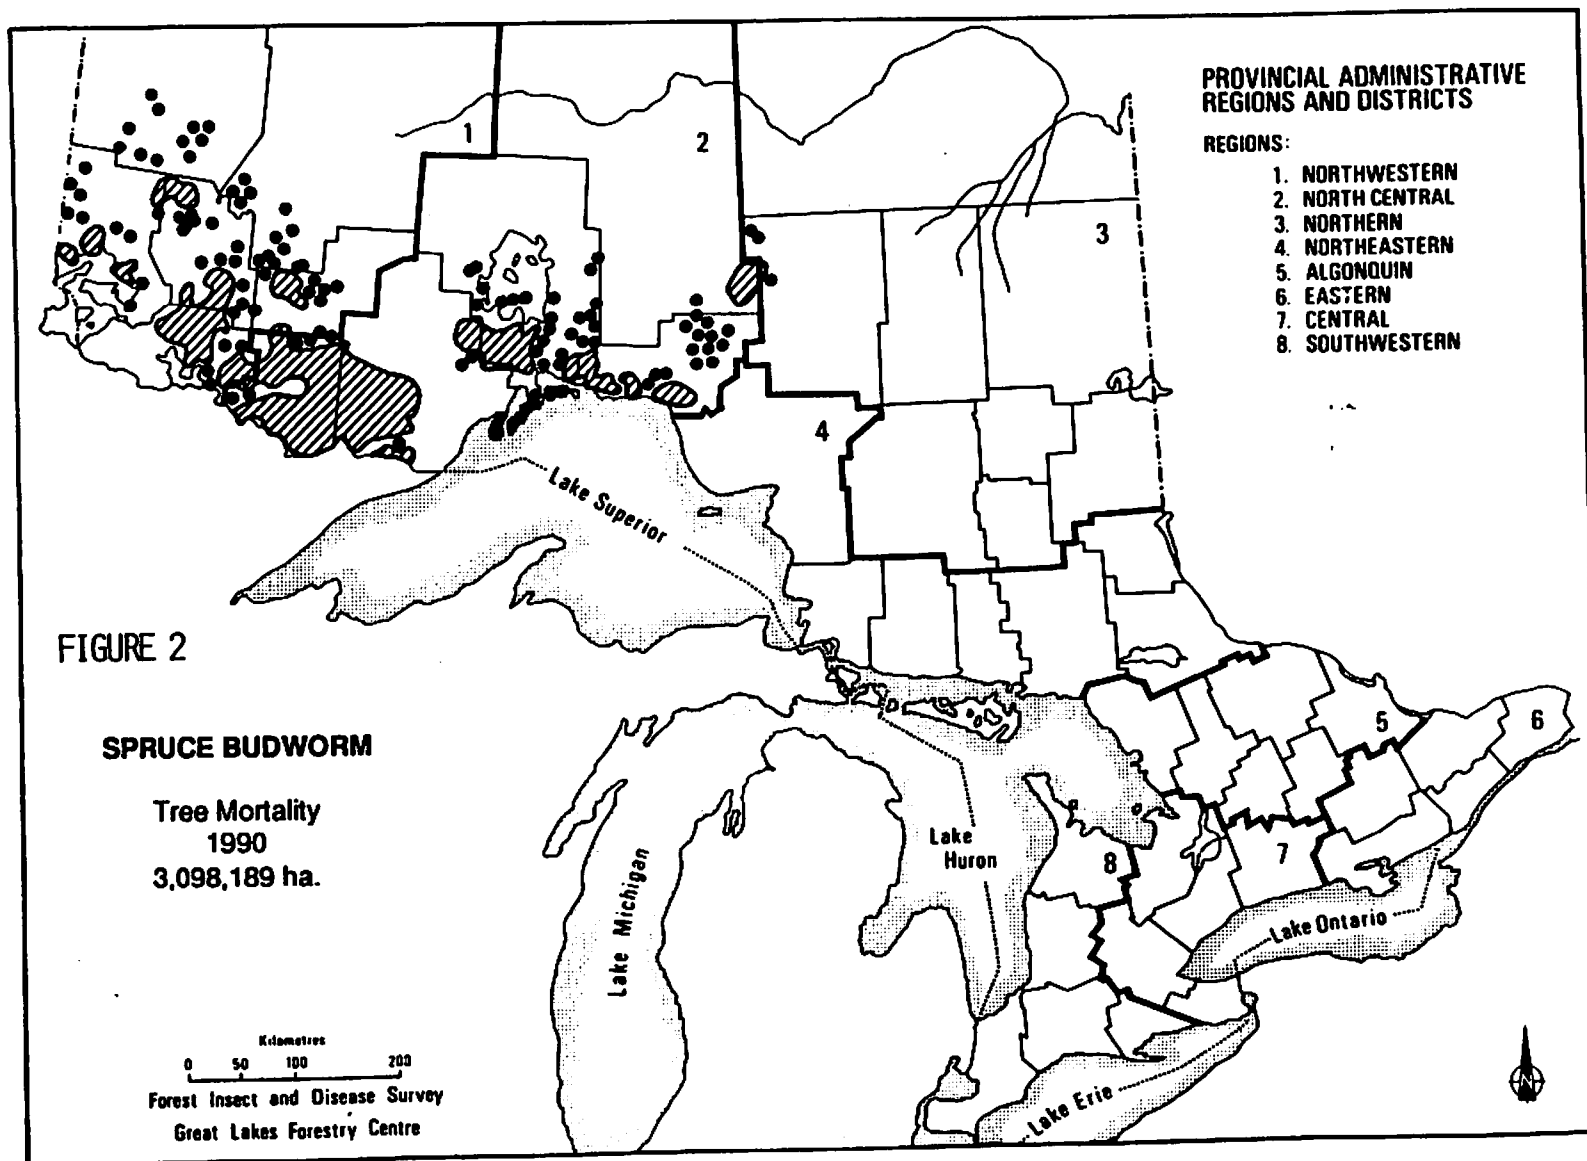 PROVINCIAL ADMINISTRATIVE
REGIONS AND DISTRICTS
REGIONS:
1. NORTHWESTERN
2. NORTH CENTRAL
3. NORTHERN
4. NORTHEASTERN
5. ALGONQUIN
6. EASTERN
7. CENTRAL
8. SOUTHWESTERN
1
2
3
4
Lake Superior
FIGURE 2
SPRUCE BUDWORM
Tree Mortality
1990
3,098,189 ha.
5
6
7
8
Lake Michigan
Lake
Huron
Lake Ontario
Lake Erie
Kilometres
0 50 100 200
Forest Insect and Disease Survey
Great Lakes Forestry Centre
N